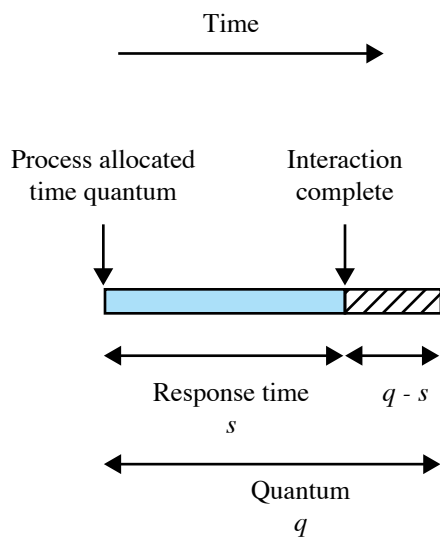 Time
Process allocated
time quantum
Interaction
complete
Response time
s
q - s
Quantum
q